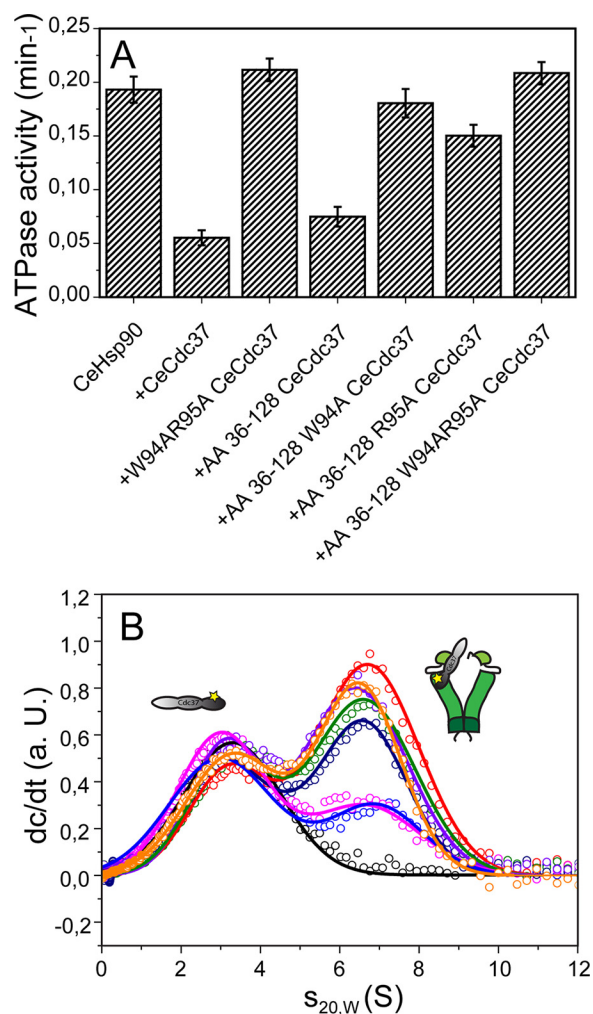 A
ATPase activity (min-1)
0,25
0,20
0,15
0,10
0,05
0,00
CeHsp90
+CeCdc37
+W94AR95A CeCdc37
+AA 36-128 CeCdc37
+AA 36-128 W94A CeCdc37
+AA 36-128 R95A CeCdc37
+AA 36-128 W94AR95A CeCdc37
B
dc/dt (a. U.)
1,2
1,0
0,8
0,6
0,4
0,2
0,0
-0,2
Cdc37
Cdc37
0 2 4 6 8 10 12
s20.W (S)